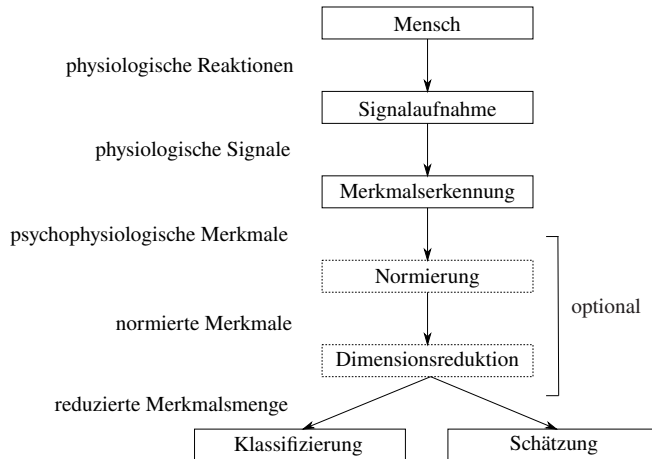 Mensch
physiologische Reaktionen
Signalaufnahme
physiologische Signale
Merkmalserkennung
psychophysiologische Merkmale
Normierung
optional
normierte Merkmale
Dimensionsreduktion
reduzierte Merkmalsmenge
Klassifizierung
Schätzung